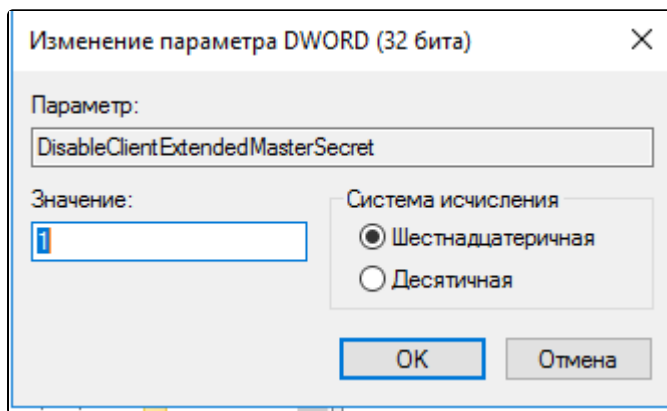 Изменение параметра DWORD (32 бита)
Параметр:
DisableClientExtendedMasterSecret
Значение:
1
Система исчисления
Шестнадцатеричная
Десятичная
OK
Отмена